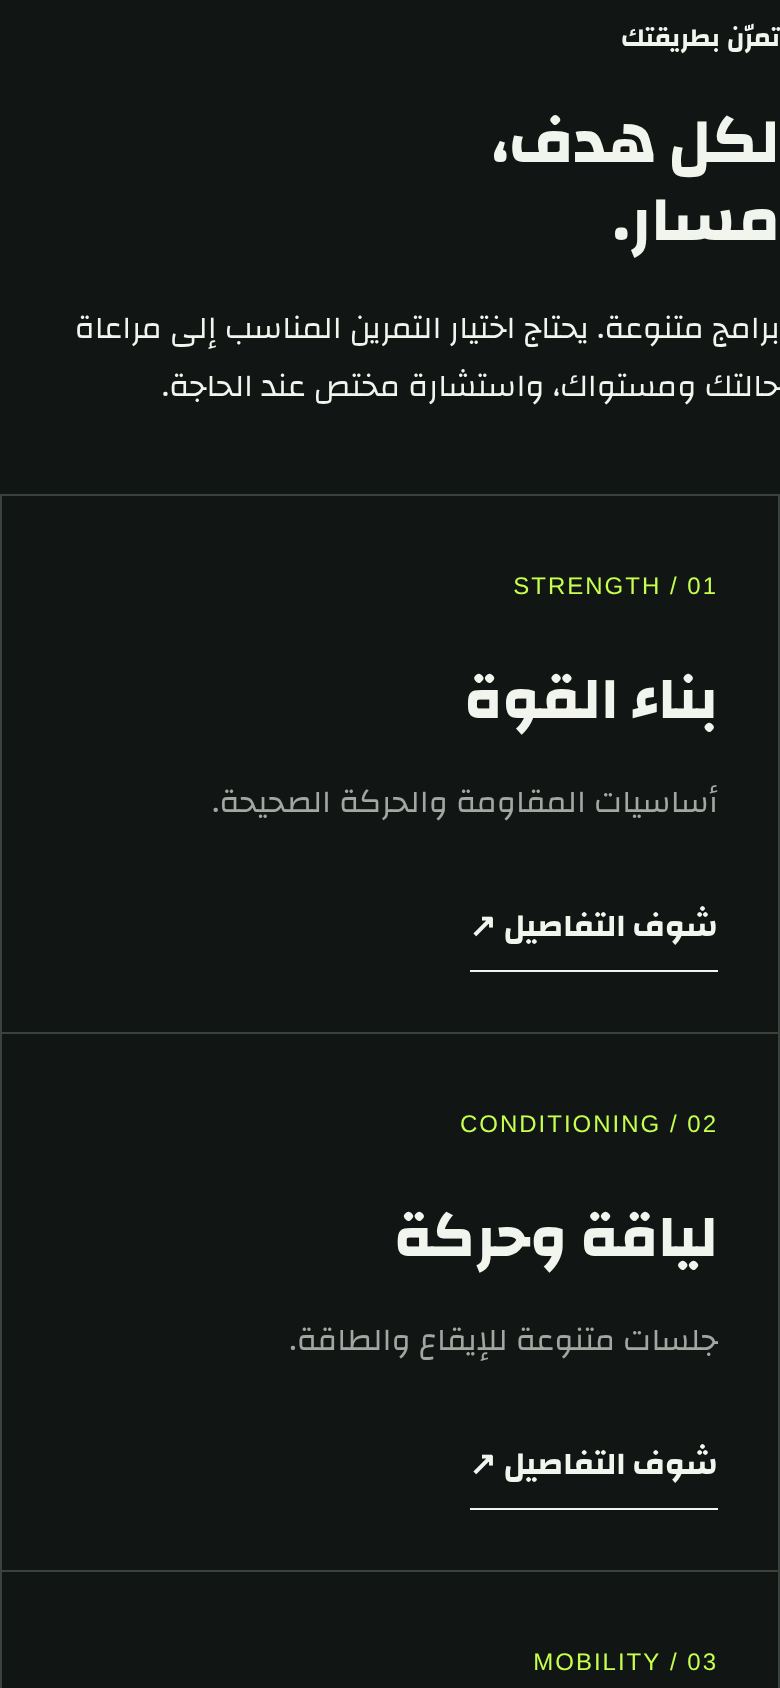 تمرّن بطريقتك
لكل هدف،
مسار.
برامج متنوعة. يحتاج اختيار التمرين المناسب إلى مراعاة
حالتك ومستواك، واستشارة مختص عند الحاجة.
STRENGTH / 01
بناء القوة
أساسيات المقاومة والحركة الصحيحة.
شوف التفاصيل ↗
CONDITIONING / 02
لياقة وحركة
جلسات متنوعة للإيقاع والطاقة.
شوف التفاصيل ↗
MOBILITY / 03